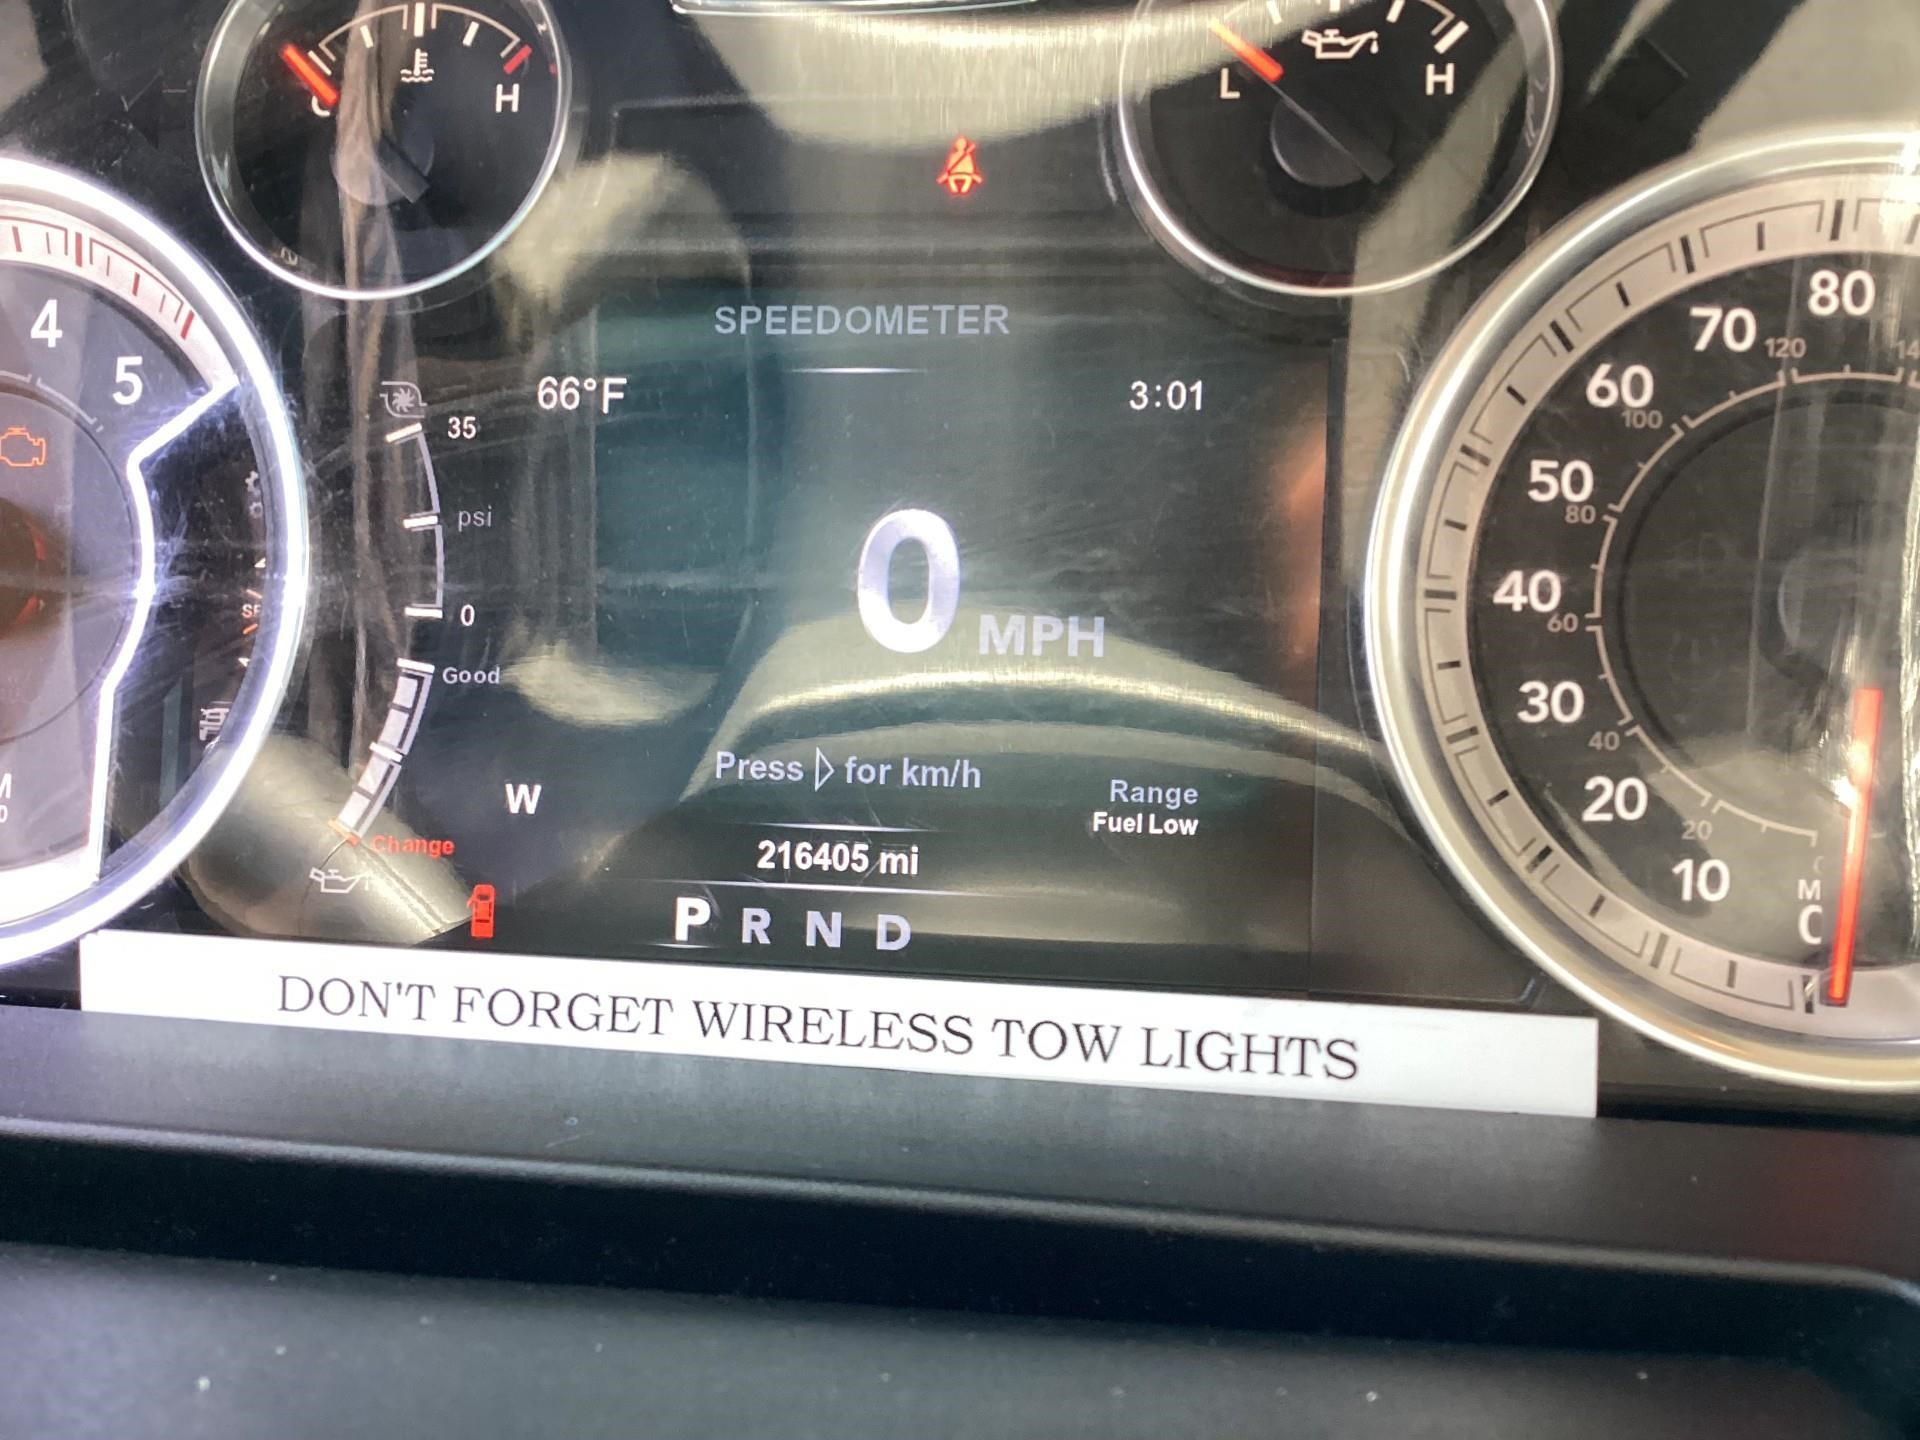 C
H
L
H
SPEEDOMETER
4
5
66°F
3:01
35
psi
0
Good
Change
0 MPH
Press ▷ for km/h
W
Range
Fuel Low
216405 mi
P R N D
80
70
120
60
100
50
80
40
60
30
40
20
20
10
DON'T FORGET WIRELESS TOW LIGHTS